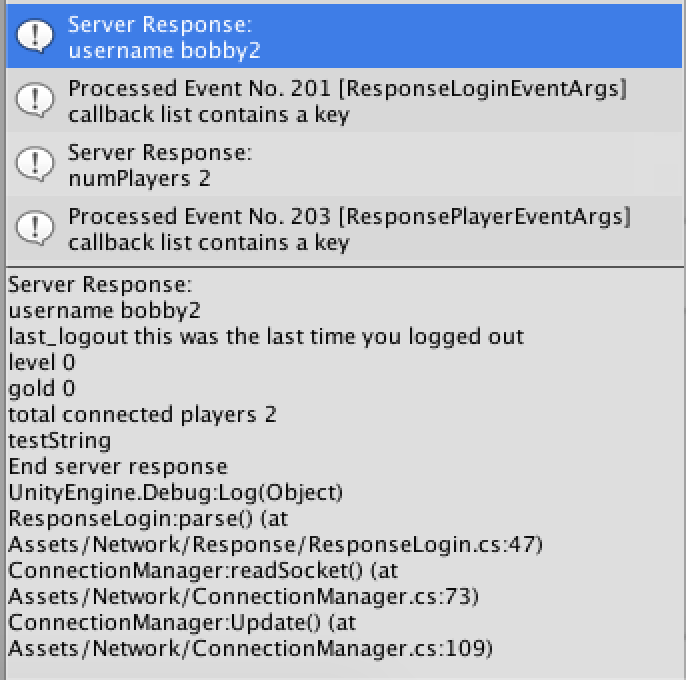 Server Response:
username bobby2
Processed Event No. 201 [ResponseLoginEventArgs]
callback list contains a key
Server Response:
numPlayers 2
Processed Event No. 203 [ResponsePlayerEventArgs]
callback list contains a key
Server Response:
username bobby2
last_logout this was the last time you logged out
level 0
gold 0
total connected players 2
testString
End server response
UnityEngine.Debug:Log(Object)
ResponseLogin:parse() (at
Assets/Network/Response/ResponseLogin.cs:47)
ConnectionManager:readSocket() (at
Assets/Network/ConnectionManager.cs:73)
ConnectionManager:Update() (at
Assets/Network/ConnectionManager.cs:109)